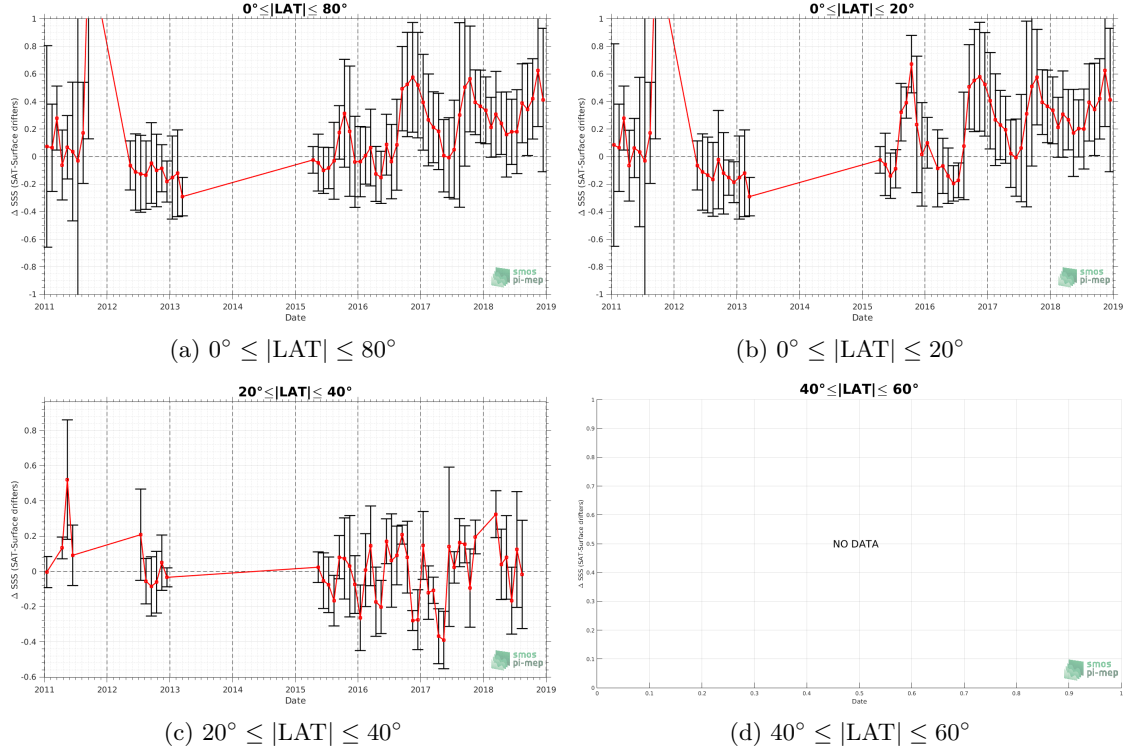 0°≤|LAT|≤ 80°
Δ SSS (SAT-Surface drifters)
1
0.8
0.6
0.4
0.2
0
-0.2
-0.4
-0.6
-0.8
-1
2011 2012 2013 2014 2015 2016 2017 2018 2019
Date
smos
pi-mep
(a) 0° ≤ |LAT| ≤ 80°
0°≤|LAT|≤ 20°
Δ SSS (SAT-Surface drifters)
1
0.8
0.6
0.4
0.2
0
-0.2
-0.4
-0.6
-0.8
-1
2011 2012 2013 2014 2015 2016 2017 2018 2019
Date
smos
pi-mep
(b) 0° ≤ |LAT| ≤ 20°
20°≤|LAT|≤ 40°
Δ SSS (SAT-Surface drifters)
0.8
0.6
0.4
0.2
0
-0.2
-0.4
-0.6
2011 2012 2013 2014 2015 2016 2017 2018 2019
Date
smos
pi-mep
(c) 20° ≤ |LAT| ≤ 40°
40°≤|LAT|≤ 60°
Δ SSS (SAT-Surface drifters)
1
0.9
0.8
0.7
0.6
0.5
0.4
0.3
0.2
0.1
0
NO DATA
0 0.1 0.2 0.3 0.4 0.5 0.6 0.7 0.8 0.9 1
Date
smos
pi-mep
(d) 40° ≤ |LAT| ≤ 60°